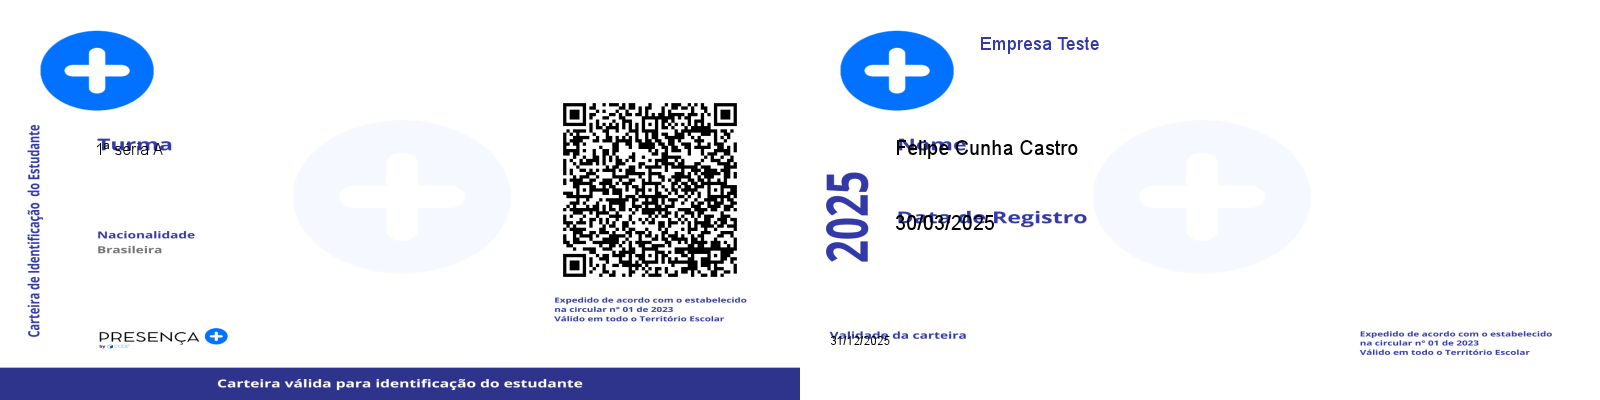 Carteira de Identificação do Estudante
Turma
1ª séria A
Nacionalidade
Brasileira
PRESENÇA
by CODE
Expedido de acordo com o estabelecido
na circular nº 01 de 2023
Válido em todo o Território Escolar
Carteira válida para identificação do estudante
Empresa Teste
2025
Nome
Felipe Cunha Castro
Data de Registro
30/03/2025
Validade da carteira
31/12/2025
Expedido de acordo com o estabelecido
na circular nº 01 de 2023
Válido em todo o Território Escolar